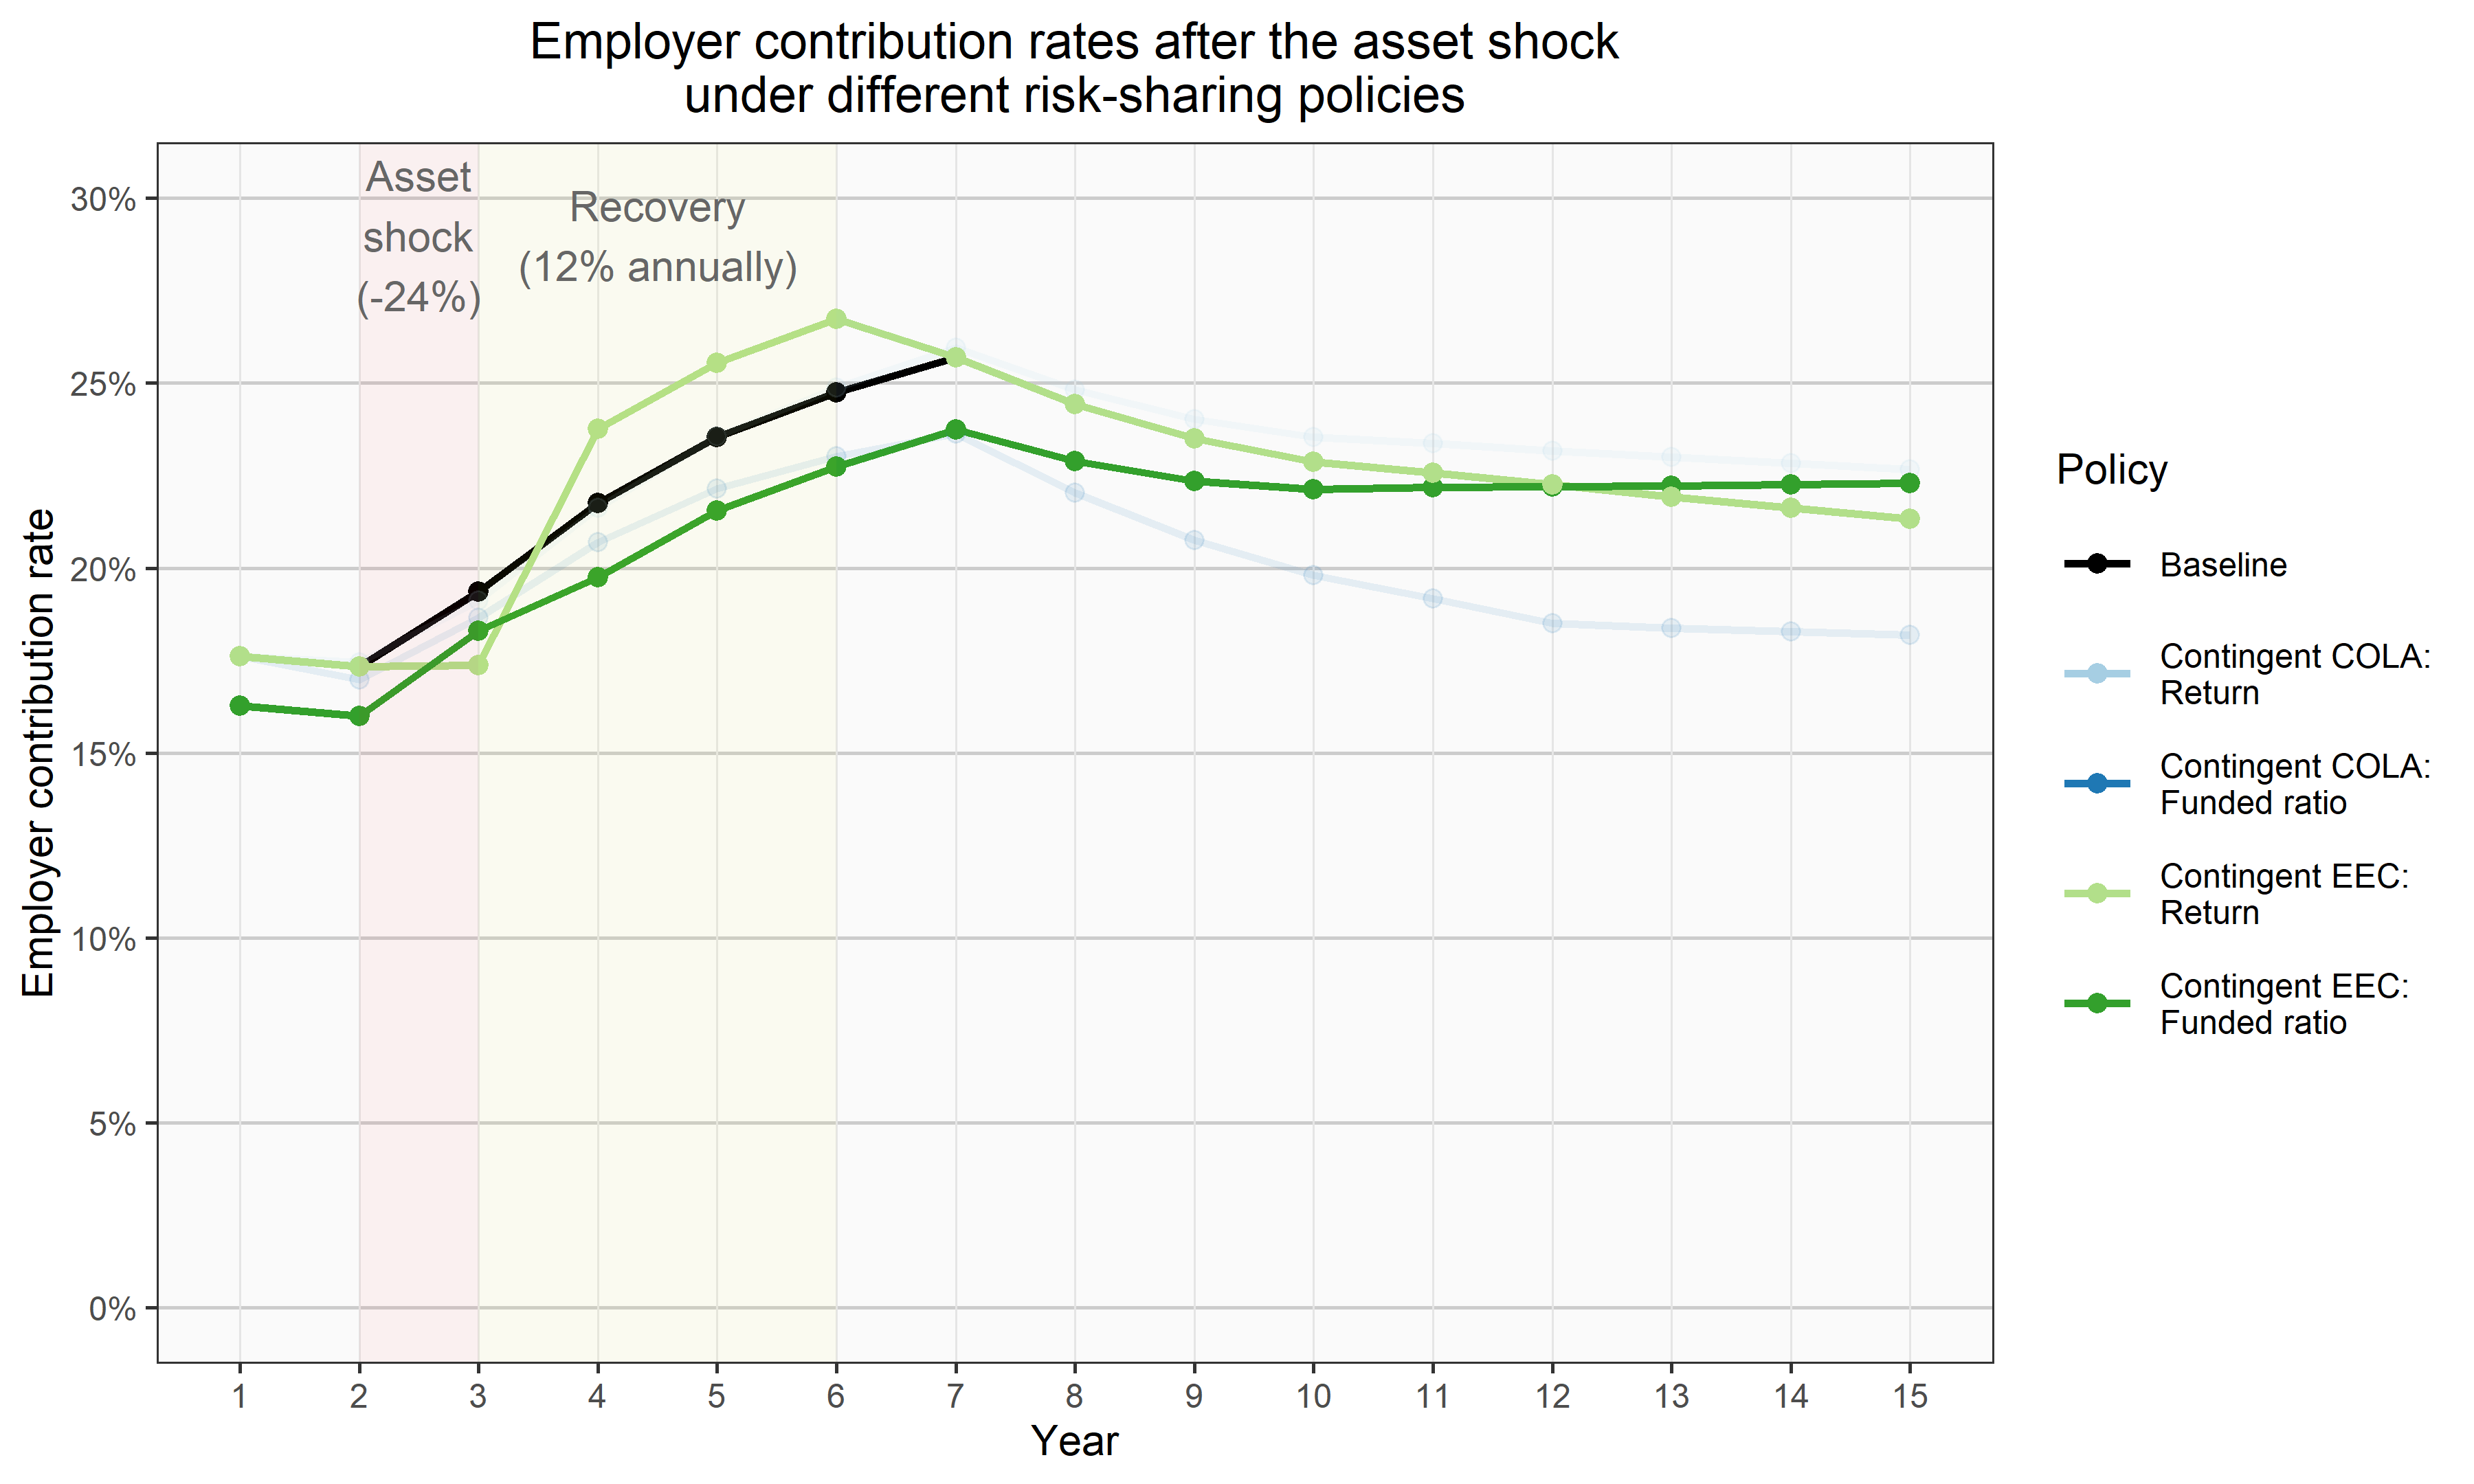 Employer contribution rates after the asset shock
under different risk-sharing policies
Asset
shock
(-24%)
Recovery
(12% annually)
30%
25%
20%
15%
10%
5%
0%
Employer contribution rate
1 2 3 4 5 6 7 8 9 10 11 12 13 14 15
Year
Policy
Baseline
Contingent COLA:
Return
Contingent COLA:
Funded ratio
Contingent EEC:
Return
Contingent EEC:
Funded ratio